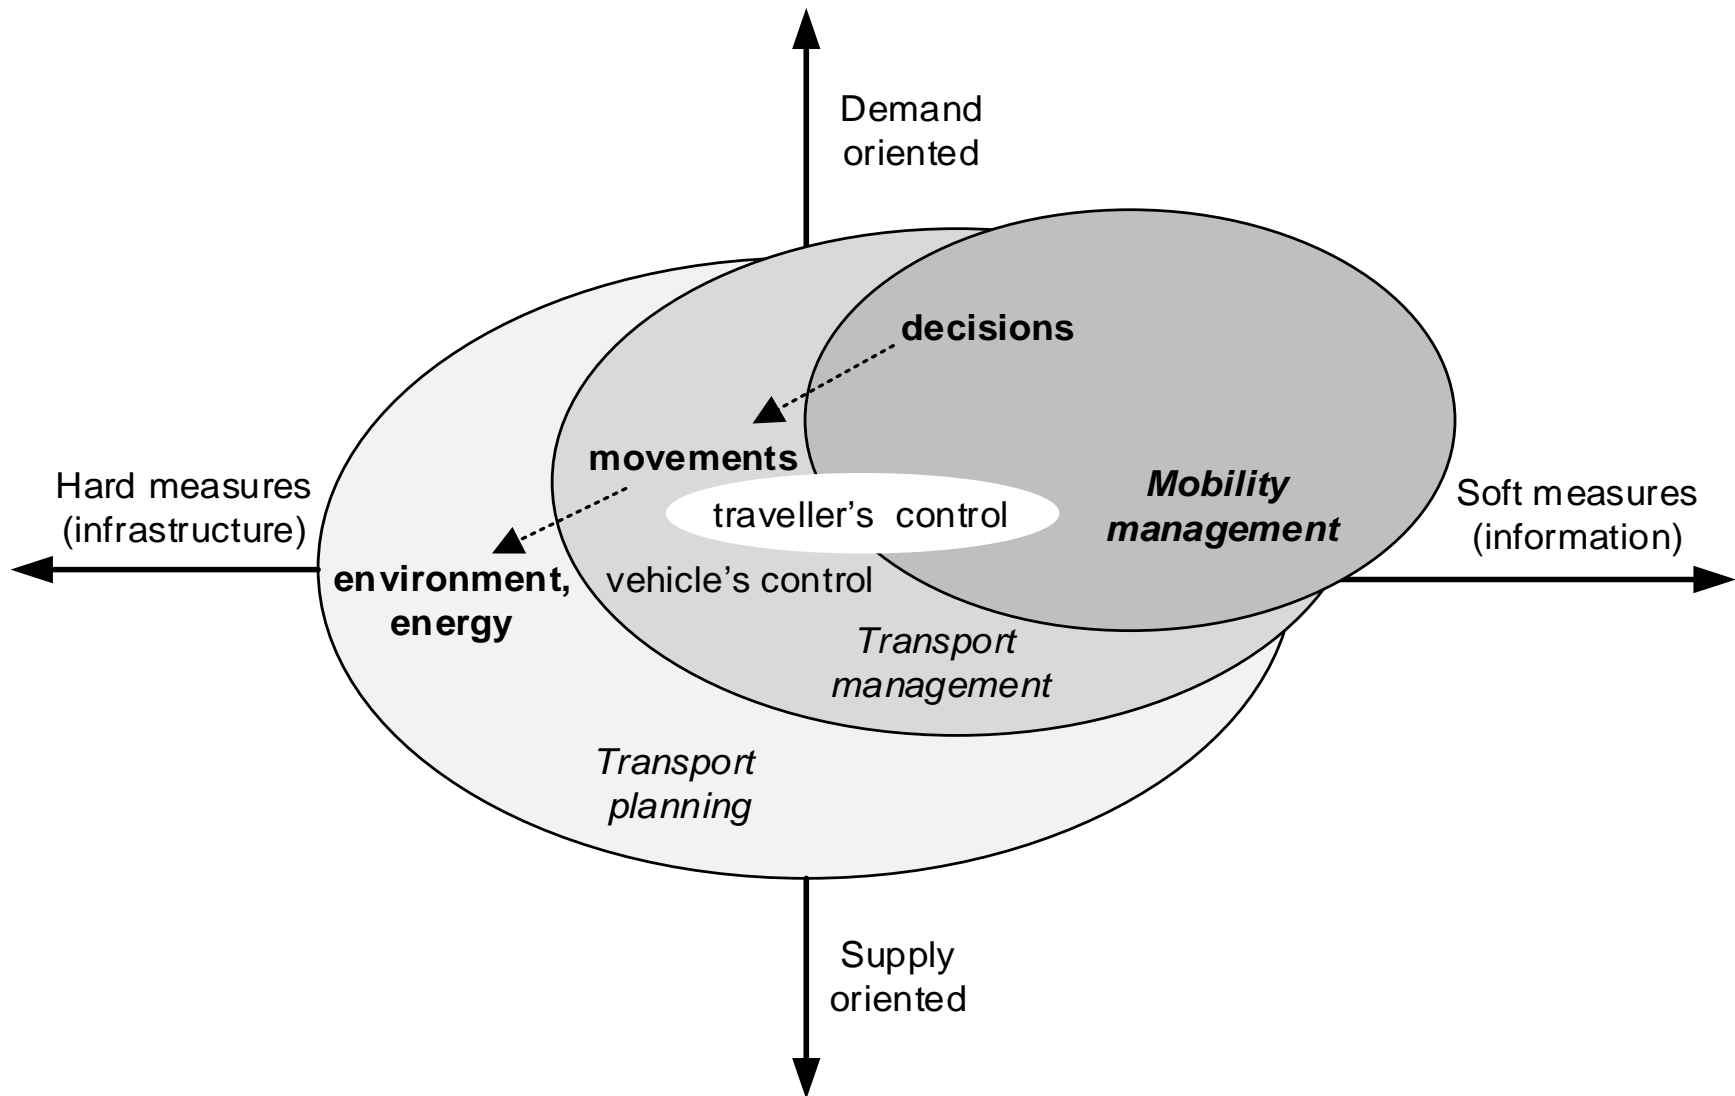 Demand
oriented
decisions
movements
Hard measures
(infrastructure)
Mobility
management
Soft measures
(information)
traveller's control
environment,
energy
vehicle's control
Transport
management
Transport
planning
Supply
oriented